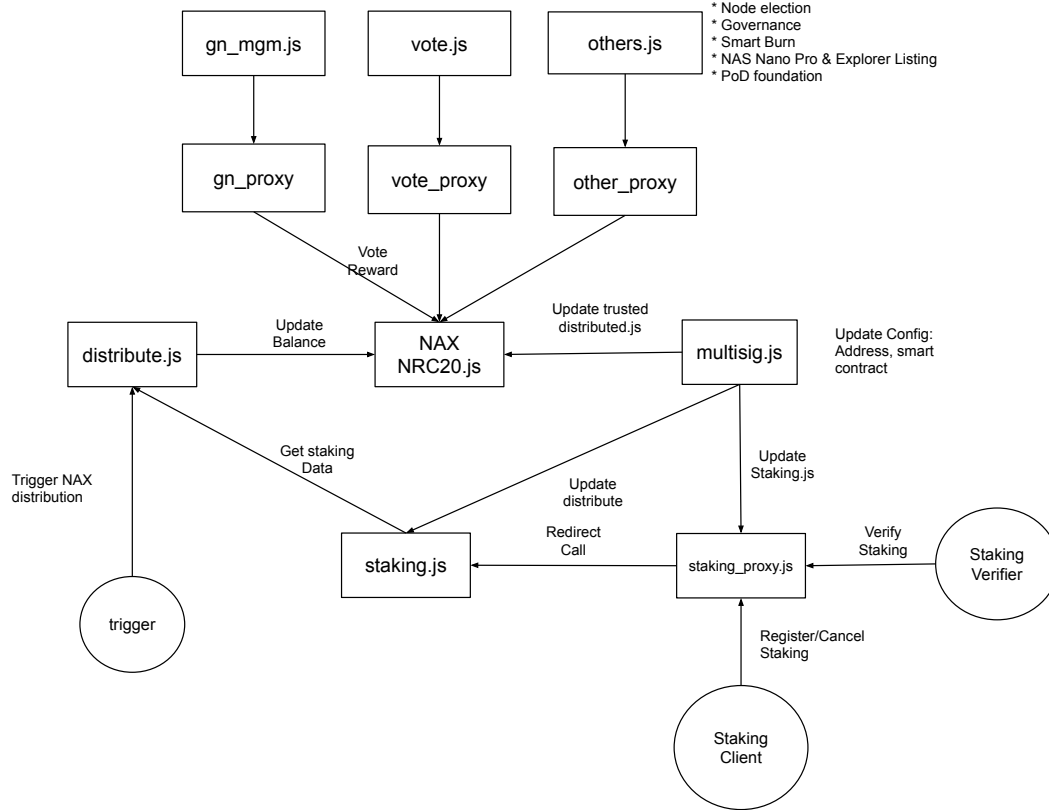 * Node election
* Governance
* Smart Burn
* NAS Nano Pro & Explorer Listing
* PoD foundation
gn_mgm.js
vote.js
others.js
gn_proxy
vote_proxy
other_proxy
Vote
Reward
Update trusted
distributed.js
Update
Balance
distribute.js
NAX
NRC20.js
multisig.js
Update Config:
Address, smart
contract
Get staking
Data
Update
Staking.js
Trigger NAX
distribution
Update
distribute
Redirect
Call
Verify
Staking
staking.js
staking_proxy.js
Staking
Verifier
trigger
Register/Cancel
Staking
Staking
Client